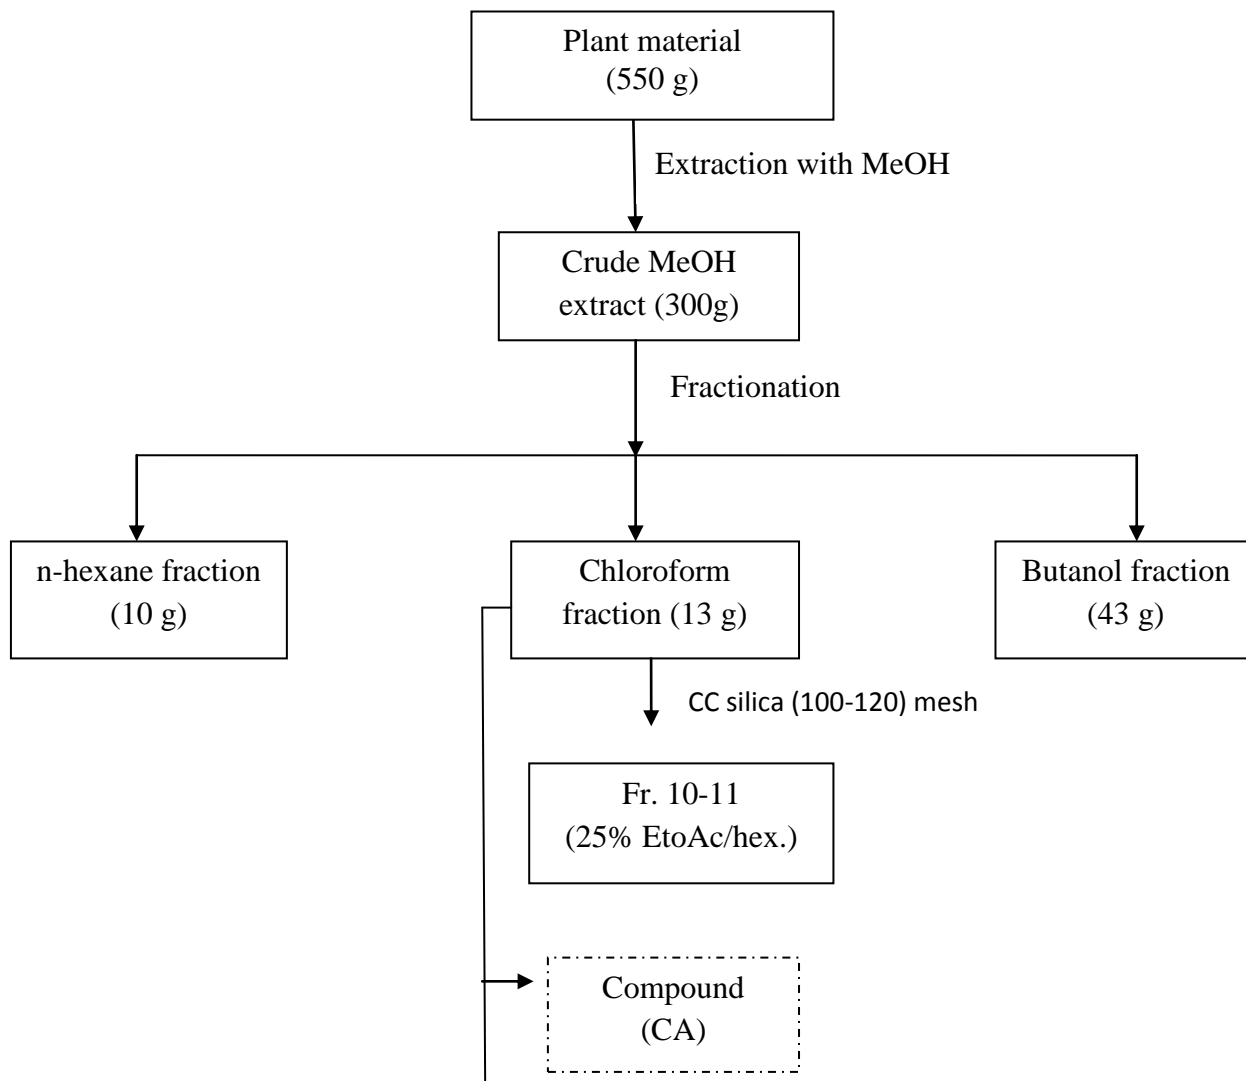 Plant material
(550 g)
Extraction with MeOH
Crude MeOH
extract (300g)
Fractionation
n-hexane fraction
(10 g)
Chloroform
fraction (13 g)
Butanol fraction
(43 g)
CC silica (100-120) mesh
Fr. 10-11
(25% EtoAc/hex.)
Compound
(CA)